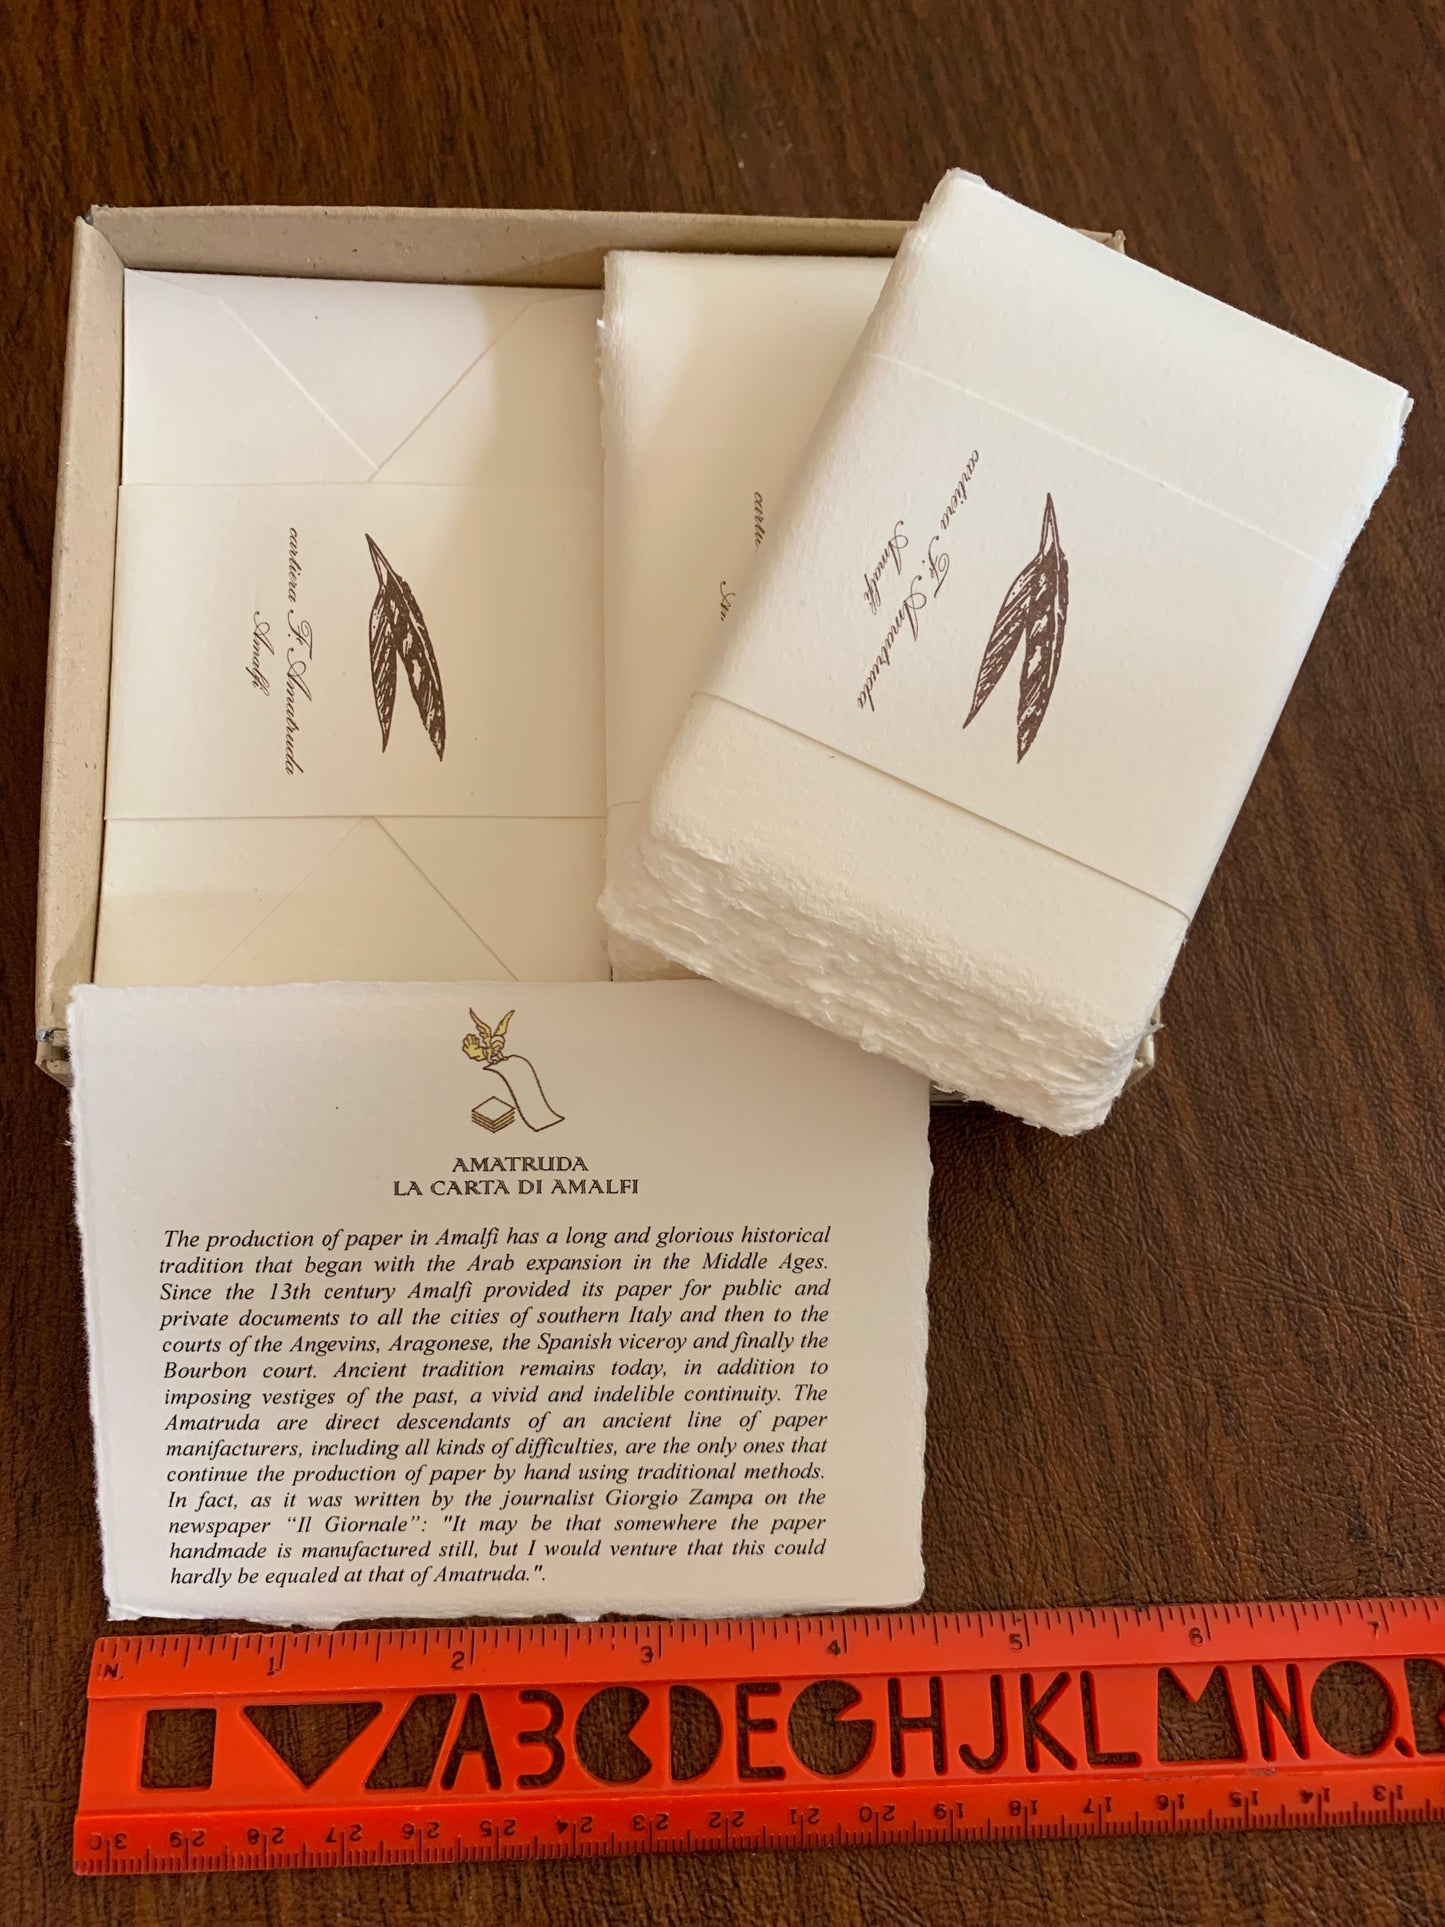 cartiera F. Amatruda
Amalfi
cartie
Am
cartiera F. Amatruda
Amalfi
AMATRUDA
LA CARTA DI AMALFI
The production of paper in Amalfi has a long and glorious historical
tradition that began with the Arab expansion in the Middle Ages.
Since the 13th century Amalfi provided its paper for public and
private documents to all the cities of southern Italy and then to the
courts of the Angevins, Aragonese, the Spanish viceroy and finally the
Bourbon court. Ancient tradition remains today, in addition to
imposing vestiges of the past, a vivid and indelible continuity. The
Amatruda are direct descendants of an ancient line of paper
manifacturers, including all kinds of difficulties, are the only ones that
continue the production of paper by hand using traditional methods.
In fact, as it was written by the journalist Giorgio Zampa on the
newspaper “Il Giornale”: "It may be that somewhere the paper
handmade is manufactured still, but I would venture that this could
hardly be equaled at that of Amatruda.".
IN. 1 2 3 4 5 6 7
A B C D E G H J K L M N Q
30 29 28 27 26 25 24 23 22 21 20 19 18 17 16 15 14 13